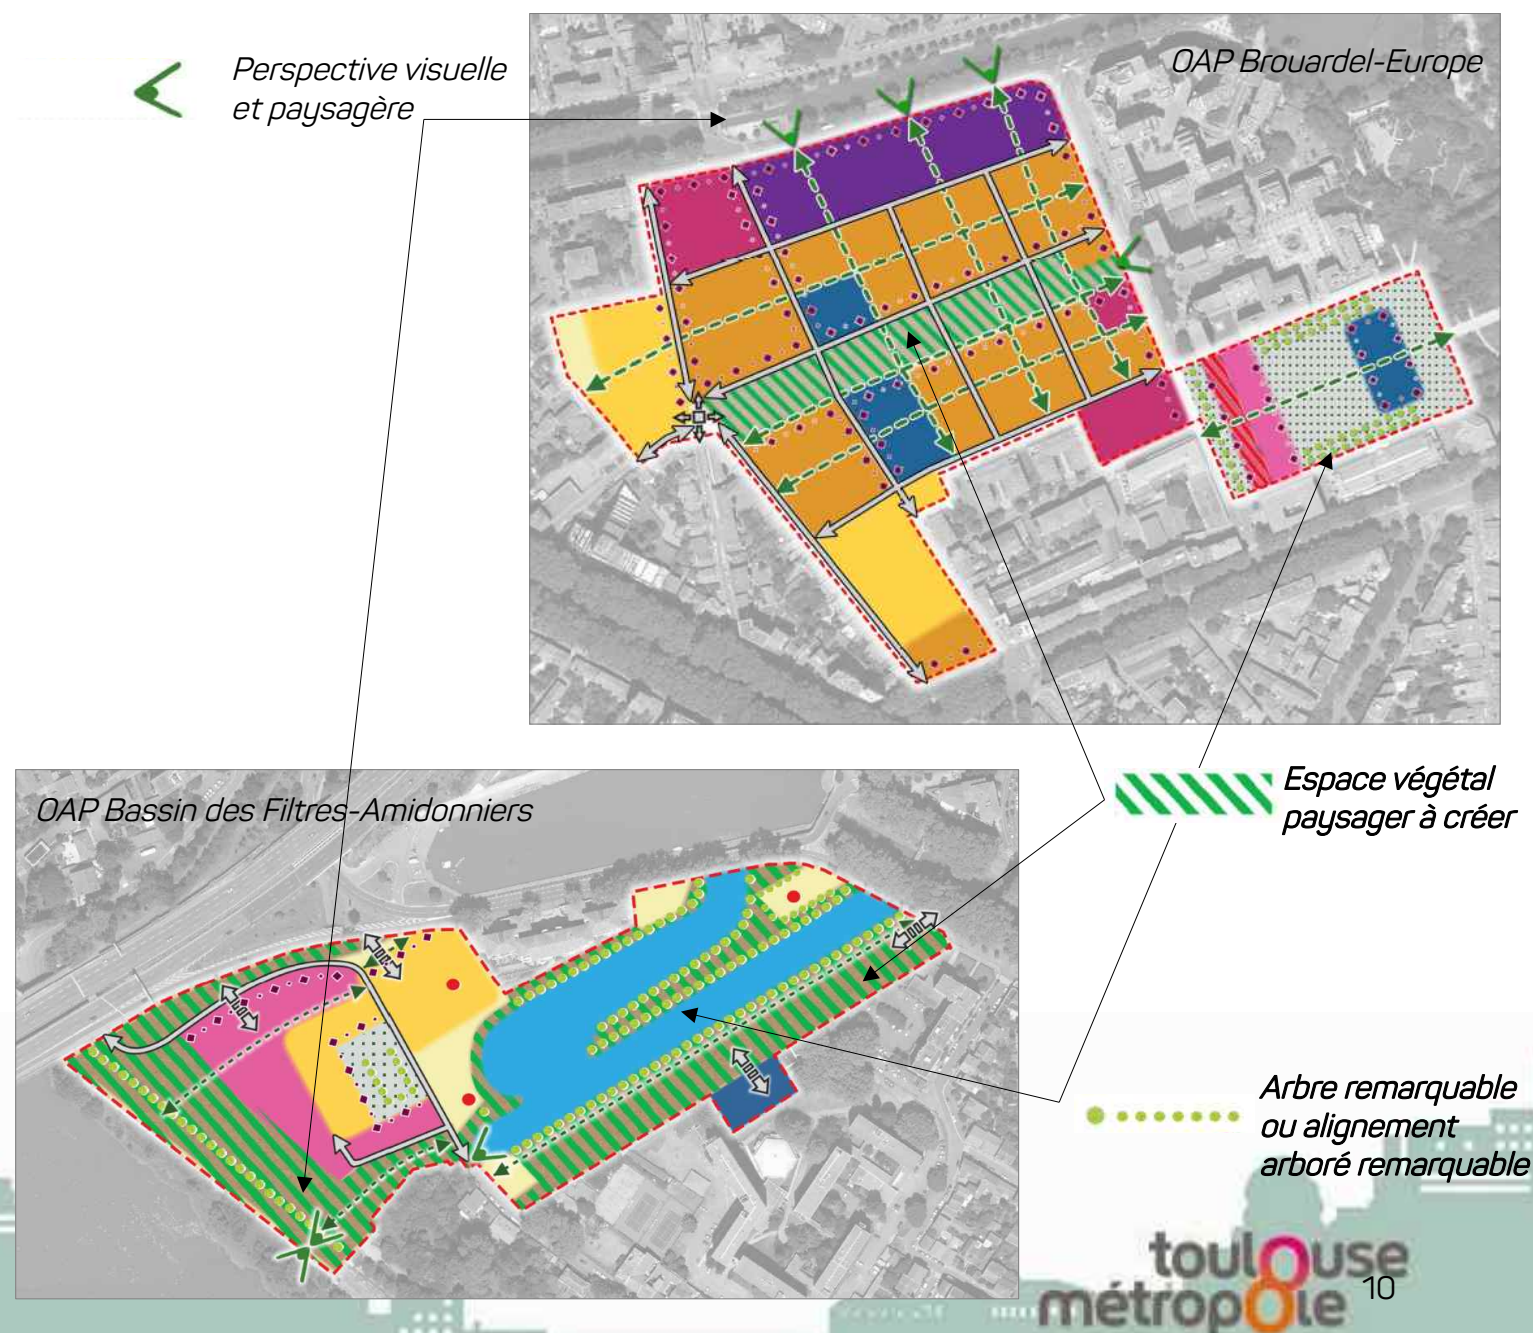 Perspective visuelle
et paysagère
OAP Brouardel-Europe
OAP Bassin des Filtres-Amidonniers
Espace végétal
paysager à créer
Arbre remarquable
ou alignement
arboré remarquable
toulouse
métropole
10